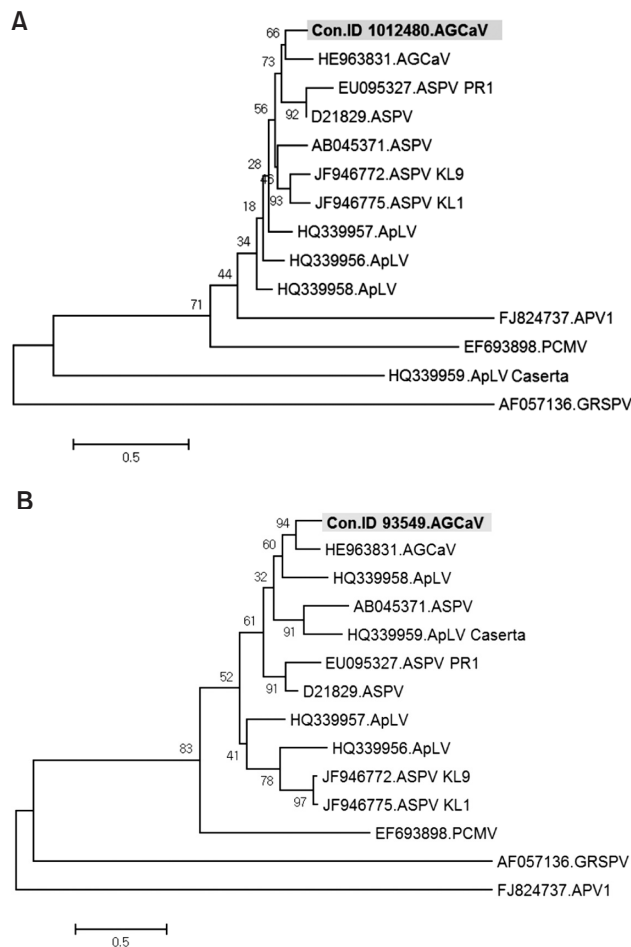 A
66
Con.ID 1012480.AGCaV
73
HE963831.AGCaV
EU095327.ASPV PR1
56
92
D21829.ASPV
AB045371.ASPV
28
46
JF946772.ASPV KL9
93
JF946775.ASPV KL1
18
HQ339957.ApLV
34
HQ339956.ApLV
44
HQ339958.ApLV
71
FJ824737.APV1
EF693898.PCMV
HQ339959.ApLV Caserta
AF057136.GRSPV
0.5
B
94
Con.ID 93549.AGCaV
60
HE963831.AGCaV
32
HQ339958.ApLV
AB045371.ASPV
61
91
HQ339959.ApLV Caserta
EU095327.ASPV PR1
52
91
D21829.ASPV
HQ339957.ApLV
83
41
HQ339956.ApLV
78
JF946772.ASPV KL9
97
JF946775.ASPV KL1
EF693898.PCMV
AF057136.GRSPV
FJ824737.APV1
0.5